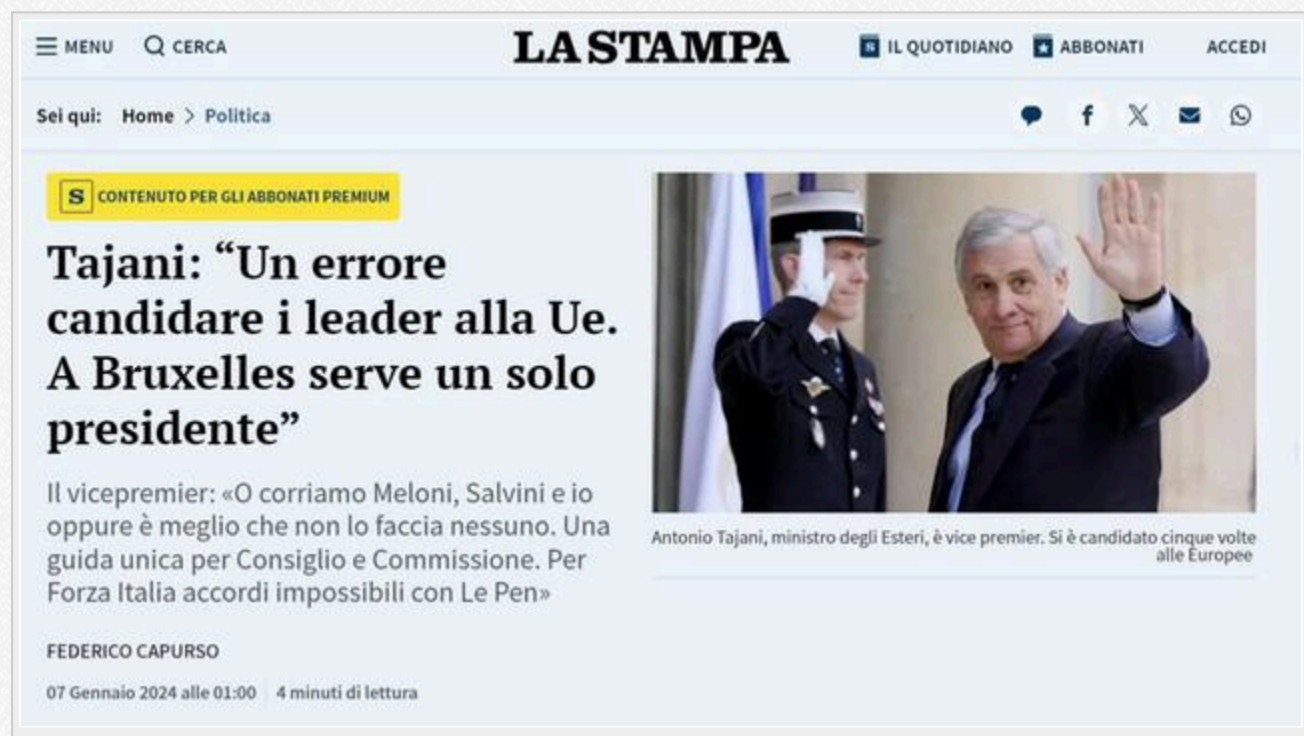 MENU CERCA LA STAMPA IL QUOTIDIANO ABBONATI ACCEDI
Sei qui: Home > Politica
S CONTENUTO PER GLI ABBONATI PREMIUM
Tajani: “Un errore
candidare i leader alla Ue.
A Bruxelles serve un solo
presidente”
Il vicepremier: «O corriamo Meloni, Salvini e io
oppure è meglio che non lo faccia nessuno. Una
guida unica per Consiglio e Commissione. Per
Forza Italia accordi impossibili con Le Pen»
FEDERICO CAPURSO
07 Gennaio 2024 alle 01:00 4 minuti di lettura
Antonio Tajani, ministro degli Esteri, è vice premier. Si è candidato cinque volte
alle Europee